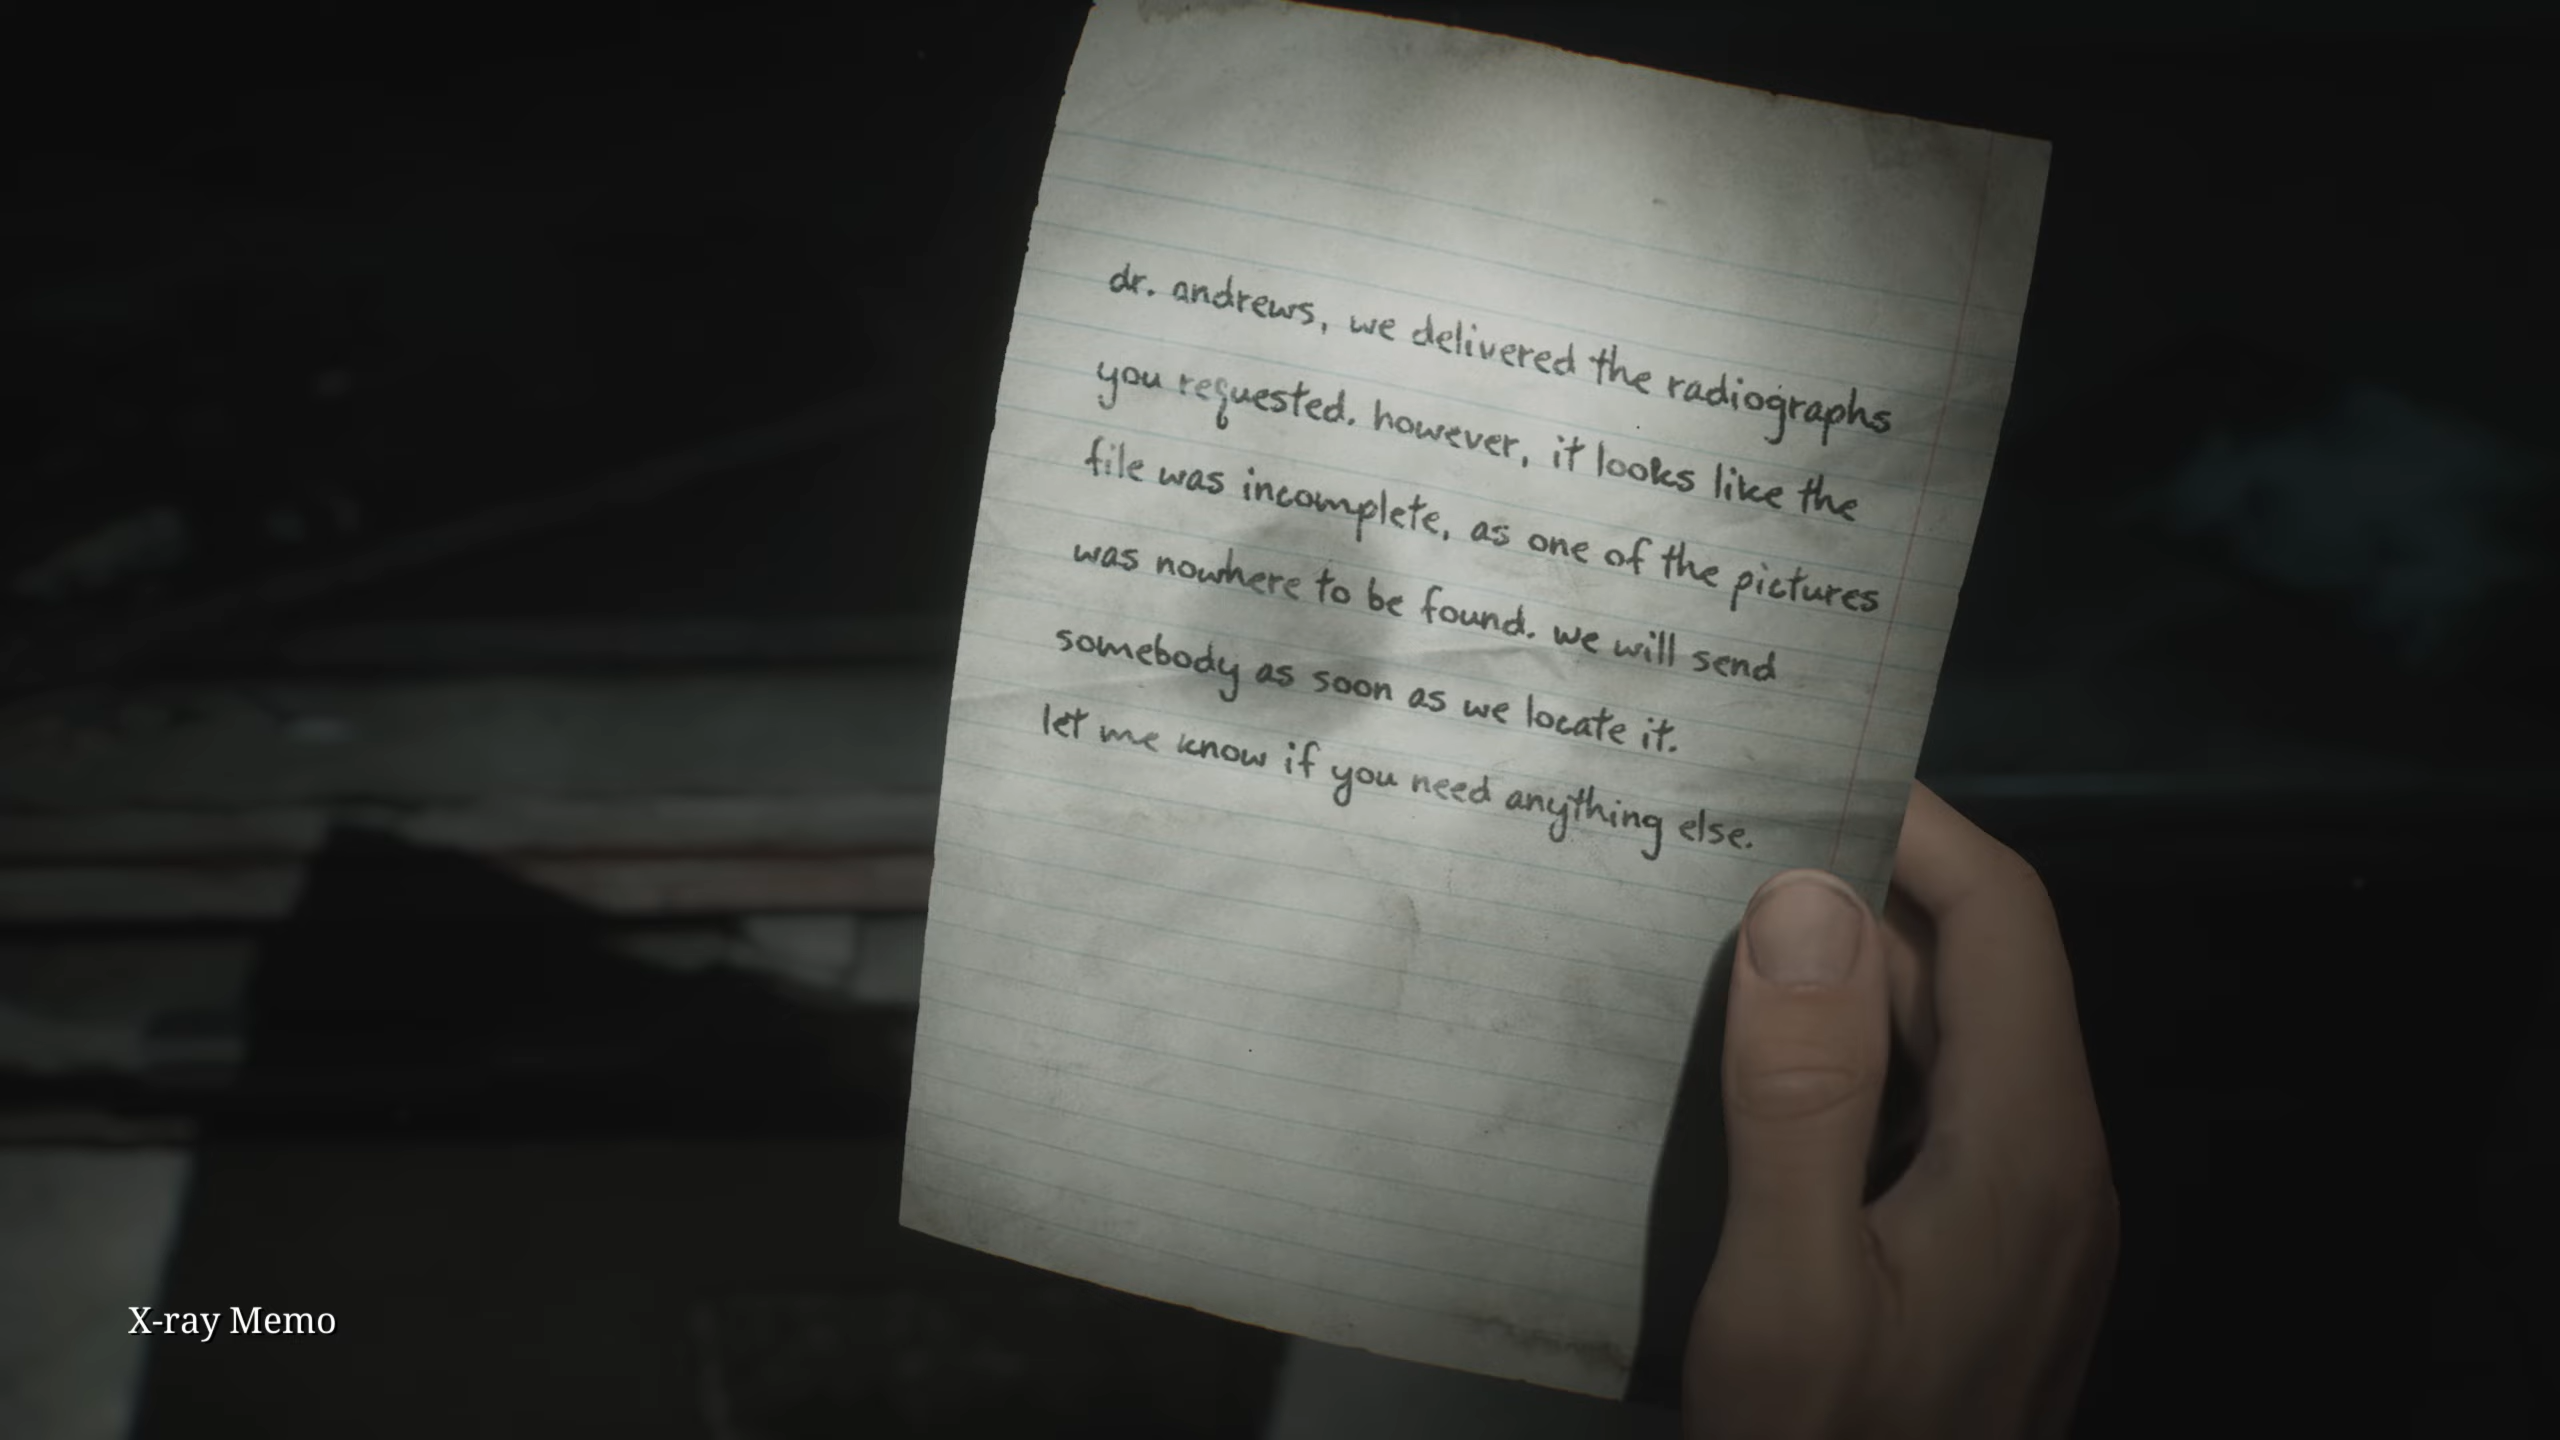 dr. andrews, we delivered the radiographs
you requested. however, it looks like the
file was incomplete, as one of the pictures
was nowhere to be found. we will send
somebody as soon as we locate it.
let me know if you need anything else.
X-ray Memo